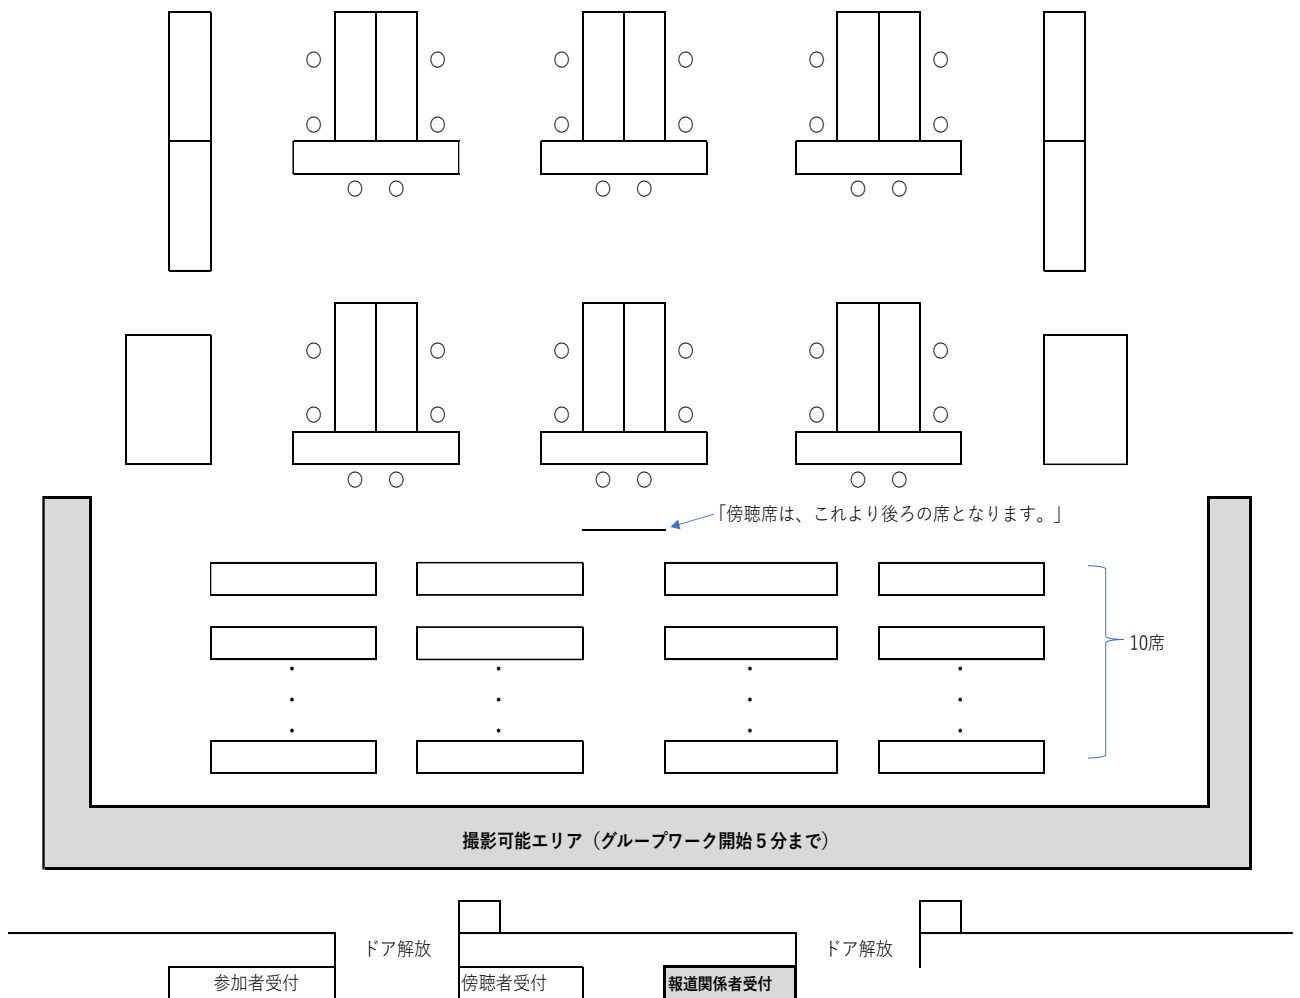 「傍聴席は、これより後ろの席となります。」
10席
撮影可能エリア（グループワーク開始５分まで）
ドア解放
ドア解放
参加者受付
傍聴者受付
報道関係者受付